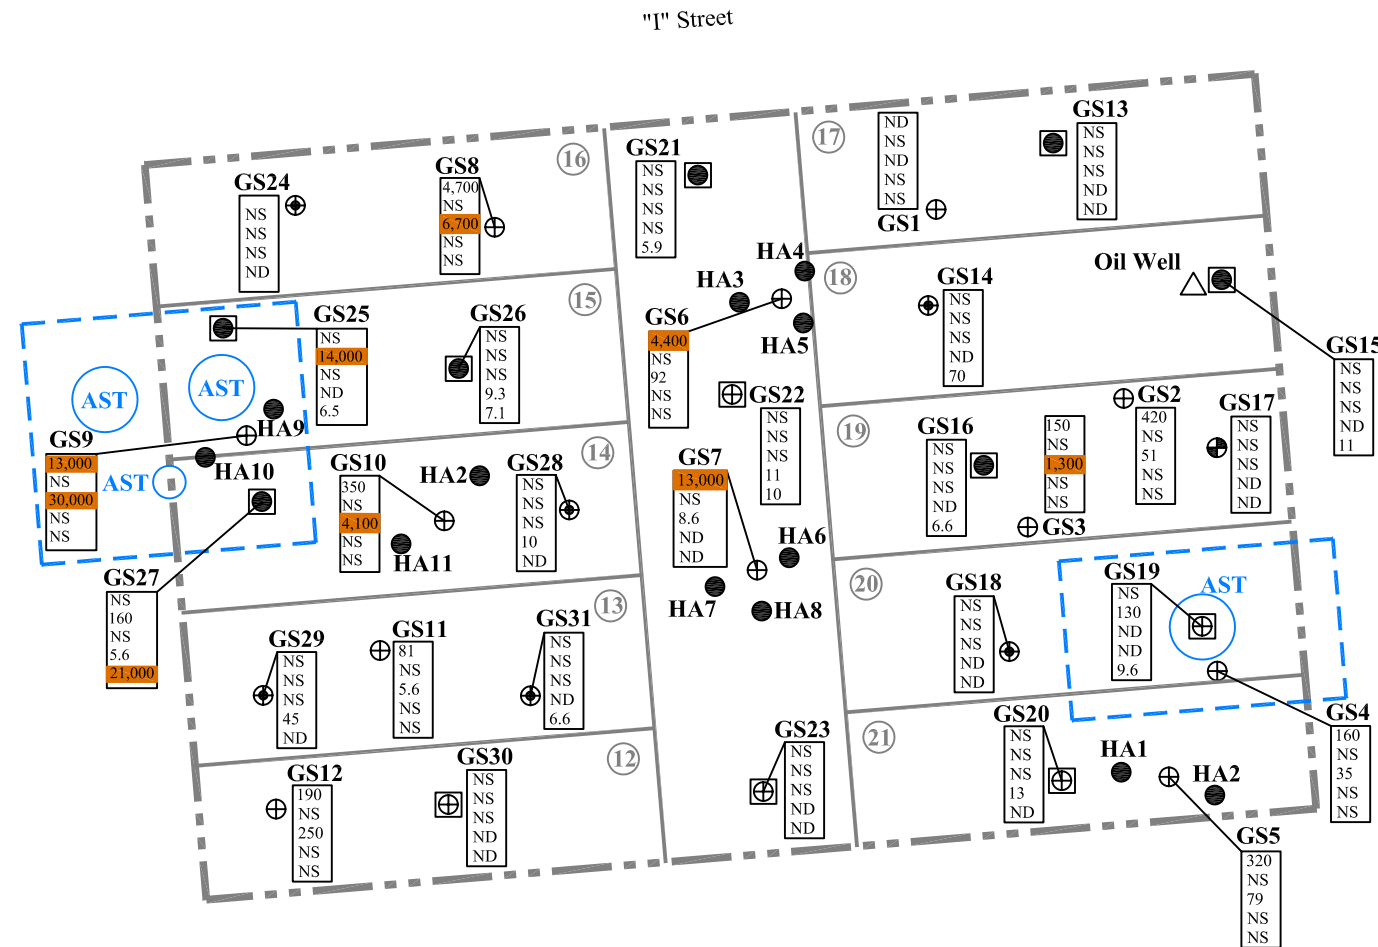 "I" Street
16
GS24
NS
NS
NS
ND
GS8
4,700
NS
6,700
NS
NS
GS21
NS
NS
NS
NS
5.9
17
ND
NS
ND
NS
NS
GS1
GS13
NS
NS
NS
ND
ND
15
GS25
NS
14,000
NS
ND
6.5
GS26
NS
NS
NS
9.3
7.1
HA3
HA4
HA5
GS6
4,400
NS
92
NS
NS
18
GS14
NS
NS
NS
ND
70
Oil Well
GS15
NS
NS
NS
ND
11
AST
AST
AST
HA9
HA10
GS9
13,000
NS
30,000
NS
NS
14
GS10
350
NS
4,100
NS
NS
HA2
HA11
GS28
NS
NS
NS
10
ND
GS22
NS
NS
NS
11
10
GS7
13,000
NS
8.6
ND
ND
HA6
HA7
HA8
19
GS16
NS
NS
NS
ND
6.6
150
NS
1,300
NS
NS
GS3
GS2
420
NS
51
NS
NS
GS17
NS
NS
NS
ND
ND
GS27
NS
160
NS
5.6
21,000
13
GS29
NS
NS
NS
45
ND
GS11
81
NS
5.6
NS
NS
GS31
NS
NS
NS
ND
6.6
20
GS18
NS
NS
NS
ND
ND
GS19
NS
130
ND
ND
9.6
AST
12
GS12
190
NS
250
NS
NS
GS30
NS
NS
NS
ND
ND
GS23
NS
NS
NS
ND
ND
21
GS20
NS
NS
NS
13
ND
HA1
HA2
GS4
160
NS
35
NS
NS
GS5
320
NS
79
NS
NS